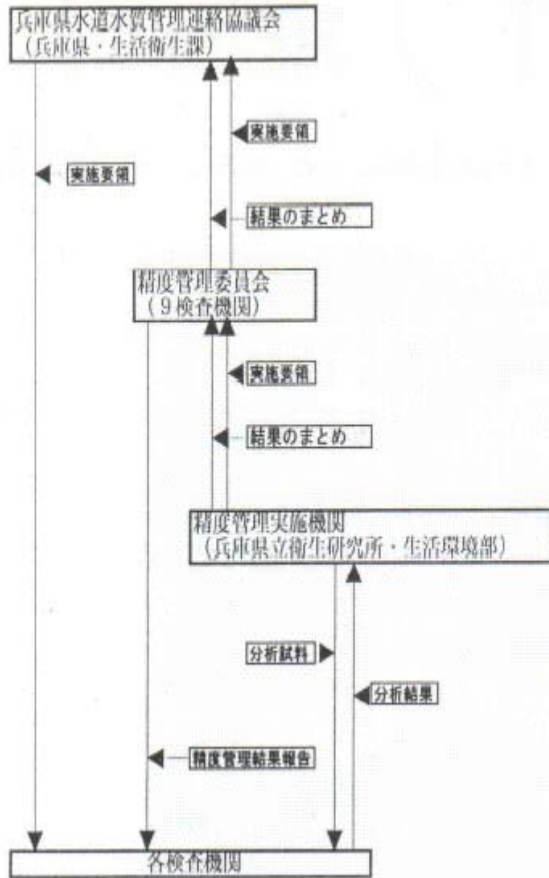 兵庫県水道水質管理連絡協議会
(兵庫県・生活衛生課)
実施要領
実施要領
結果のまとめ
精度管理委員会
(9検査機関)
実施要領
結果のまとめ
精度管理実施機関
(兵庫県立衛生研究所・生活環境部)
分析試料
分析結果
精度管理結果報告
各検査機関